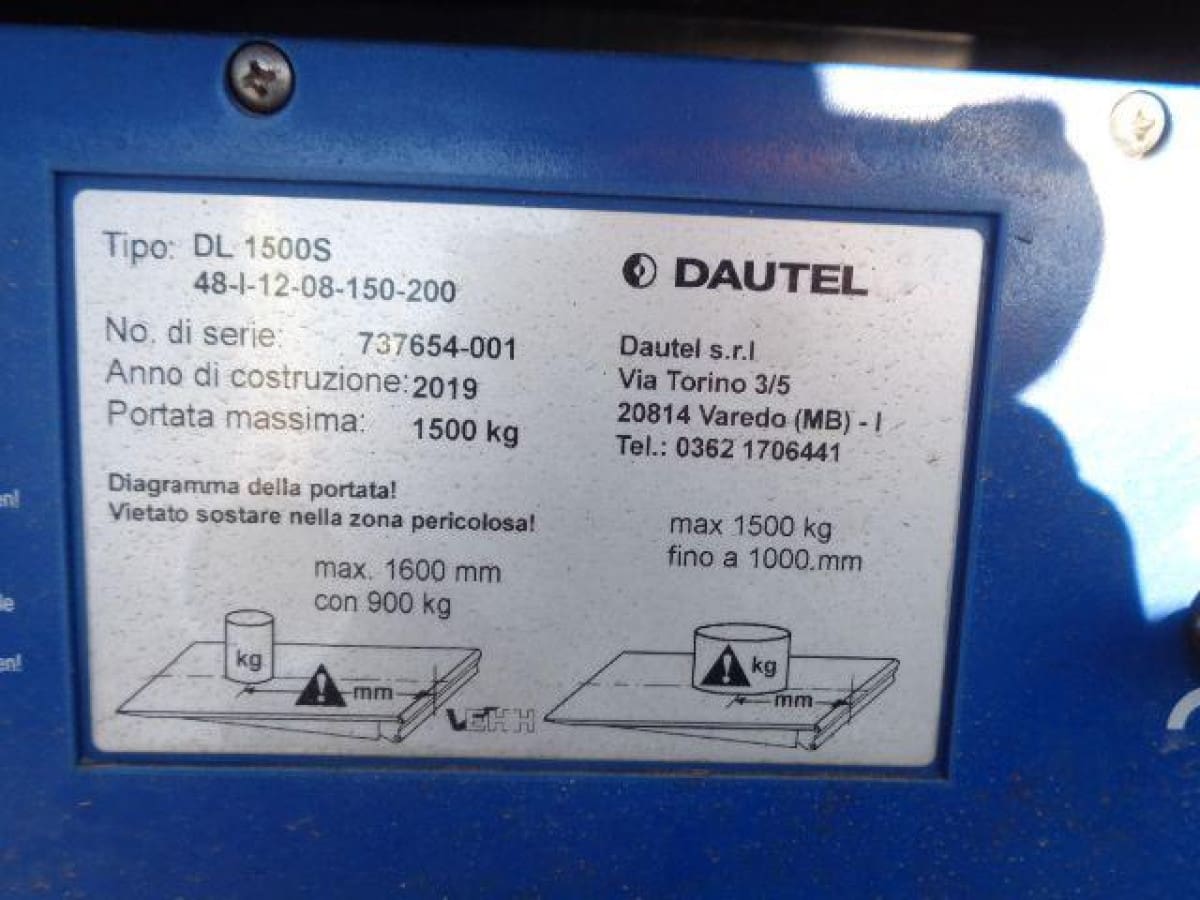 Tipo: DL 1500S
48-I-12-08-150-200
No. di serie: 737654-001
Anno di costruzione: 2019
Portata massima: 1500 kg
DAUTEL
Dautel s.r.l
Via Torino 3/5
20814 Varedo (MB) - I
Tel.: 0362 1706441
Diagramma della portata!
Vietato sostare nella zona pericolosa!
max. 1600 mm
con 900 kg
max 1500 kg
fino a 1000.mm
kg
mm
kg
mm